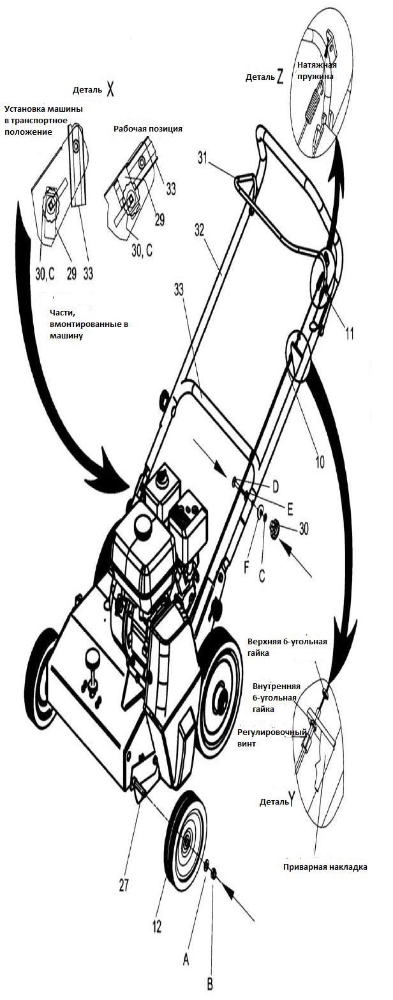 Деталь X
Деталь Z
Натяжная
пружина
Установка машины
в транспортное
положение
Рабочая позиция
31
33
29
30, C
32
30, C
29
33
33
Части,
вмонтированные в
машину
11
10
D
E
30
F
C
Верхняя 6-угольная
гайка
Внутренняя
6-угольная
гайка
Регулировочный
винт
Деталь Y
Приварная накладка
27
12
A
B